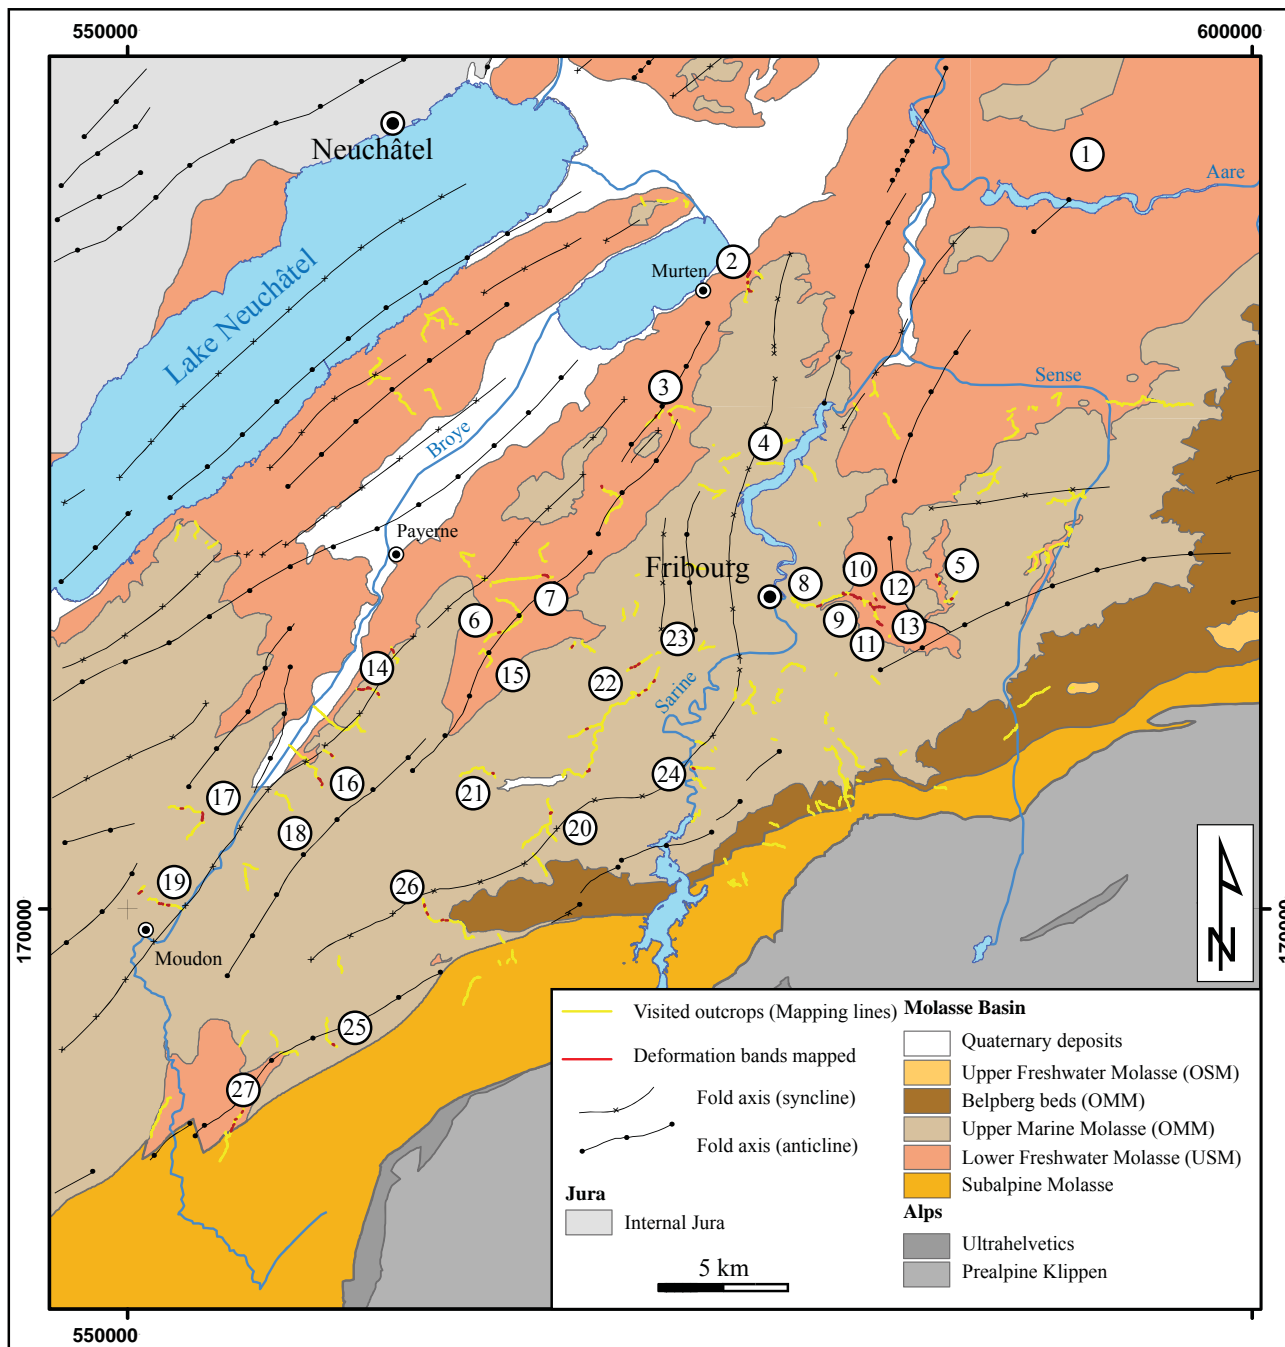 550000
600000
Neuchâtel
1
Aare
Lake Neuchâtel
2
Murten
3
Sense
Broye
4
Payerne
Fribourg
5
6
7
8
9
10
11
12
13
14
15
22
23
Sarine
16
17
18
19
20
21
24
26
170000
170000
Moudon
25
27
N
Visited outcrops (Mapping lines)
Deformation bands mapped
Fold axis (syncline)
Fold axis (anticline)
Jura
Internal Jura
5 km
Molasse Basin
Quaternary deposits
Upper Freshwater Molasse (OSM)
Belpberg beds (OMM)
Upper Marine Molasse (OMM)
Lower Freshwater Molasse (USM)
Subalpine Molasse
Alps
Ultrahelvetics
Prealpine Klippen
550000
600000